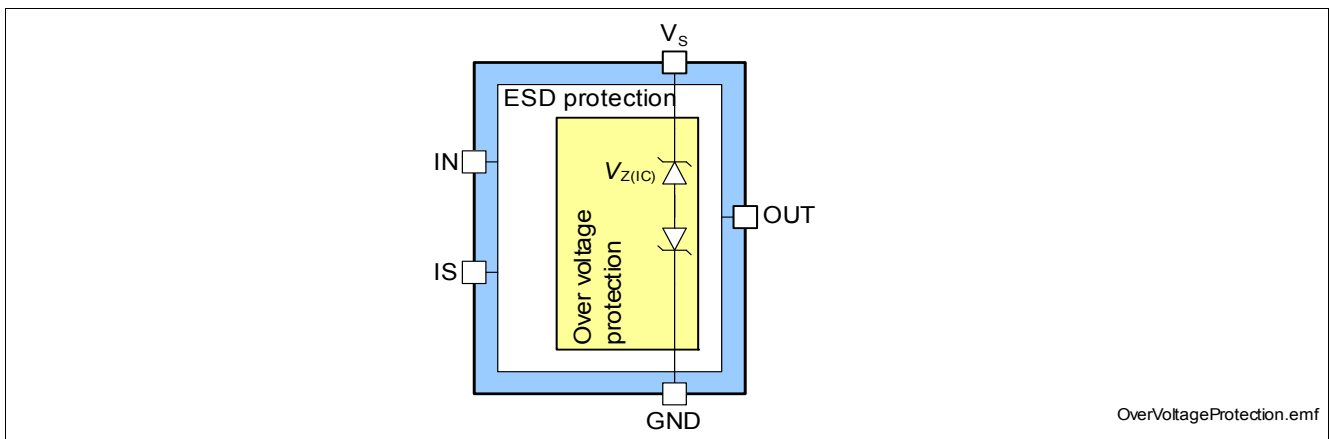 VS
ESD protection
IN
VZ(IC)
OUT
Over voltage
protection
IS
GND
OverVoltageProtection.emf